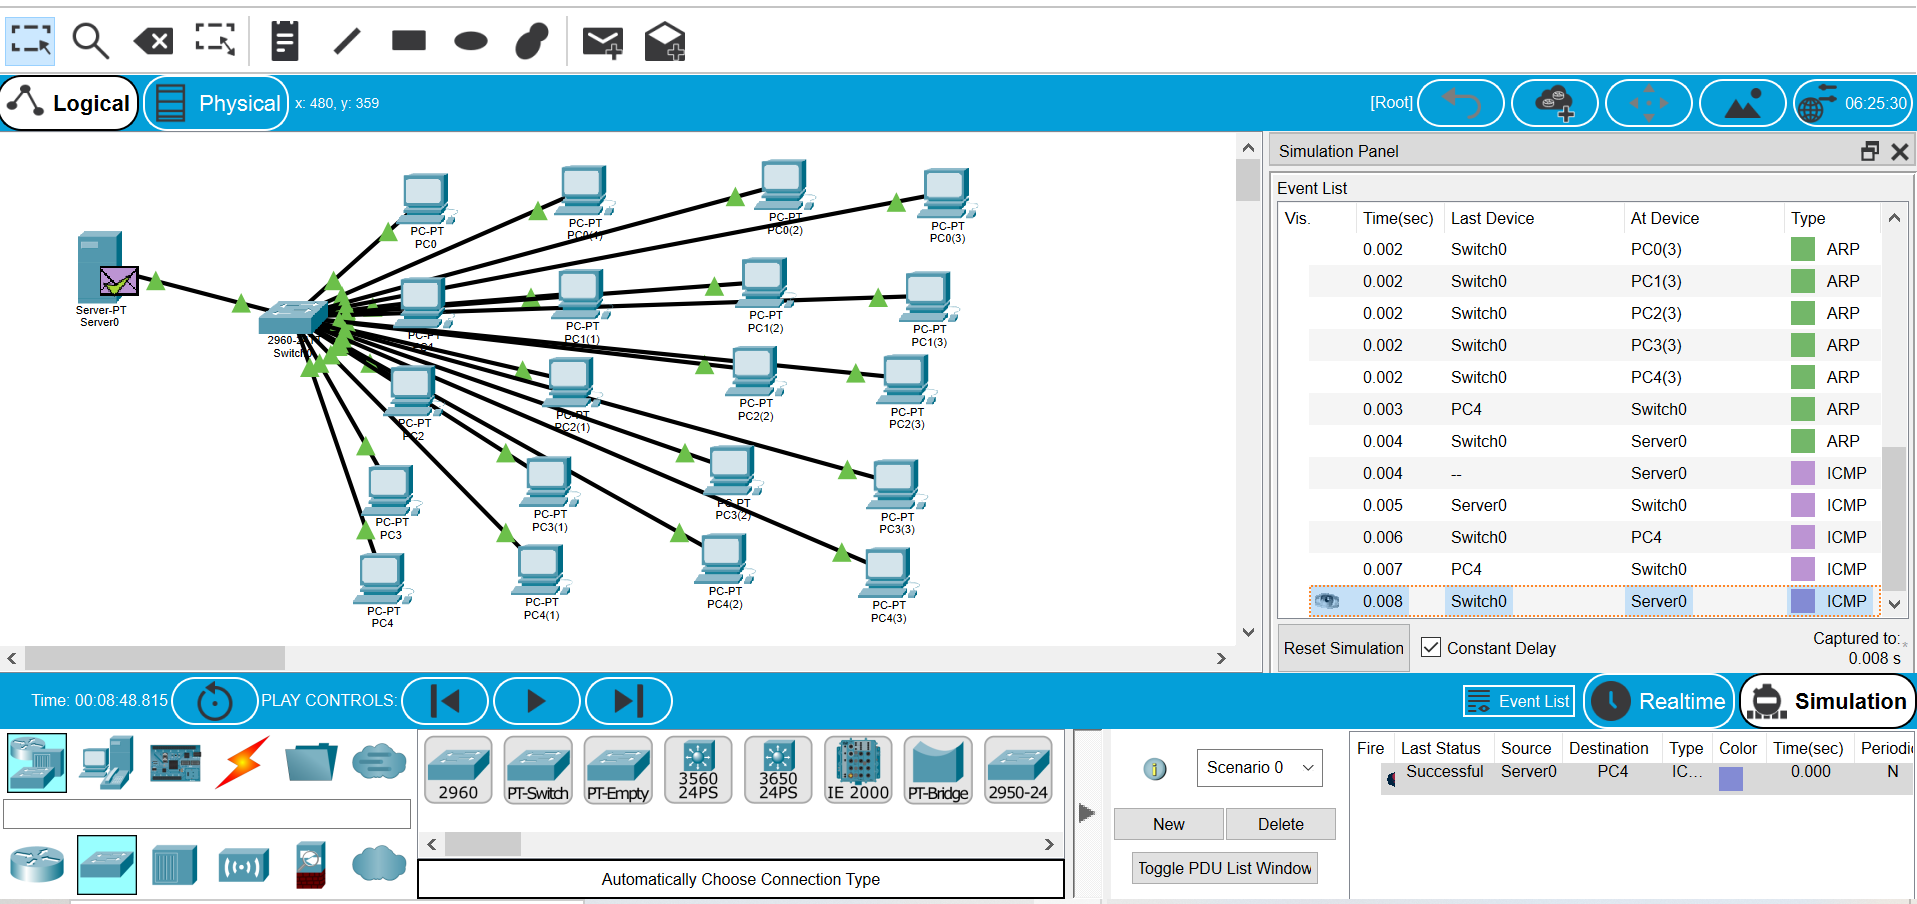 Logical
Physical
x: 480, y: 359
[Root]
06:25:30
PC-PT
PC0
PC-PT
PC0(1)
PC-PT
PC0(2)
PC-PT
PC0(3)
Server-PT
Server0
2960-24TT
Switch0
PC-PT
PC1
PC-PT
PC1(1)
PC-PT
PC1(2)
PC-PT
PC1(3)
PC-PT
PC2
PC-PT
PC2(1)
PC-PT
PC2(2)
PC-PT
PC2(3)
PC-PT
PC3
PC-PT
PC3(1)
PC-PT
PC3(2)
PC-PT
PC3(3)
PC-PT
PC4
PC-PT
PC4(1)
PC-PT
PC4(2)
PC-PT
PC4(3)
Simulation Panel
Event List
Vis. Time(sec) Last Device At Device Type
0.002 Switch0 PC0(3) ARP
0.002 Switch0 PC1(3) ARP
0.002 Switch0 PC2(3) ARP
0.002 Switch0 PC3(3) ARP
0.002 Switch0 PC4(3) ARP
0.003 PC4 Switch0 ARP
0.004 Switch0 Server0 ARP
0.004 -- Server0 ICMP
0.005 Server0 Switch0 ICMP
0.006 Switch0 PC4 ICMP
0.007 PC4 Switch0 ICMP
0.008 Switch0 Server0 ICMP
Reset Simulation
Constant Delay
Captured to:
0.008 s
Time: 00:08:48.815
PLAY CONTROLS:
Event List
Realtime
Simulation
2960
PT-Switch
PT-Empty
3560
24PS
3650
24PS
IE 2000
PT-Bridge
2950-24
Automatically Choose Connection Type
Scenario 0
New
Delete
Toggle PDU List Window
Fire Last Status Source Destination Type Color Time(sec) Periodic
Successful Server0 PC4 IC... 0.000 N